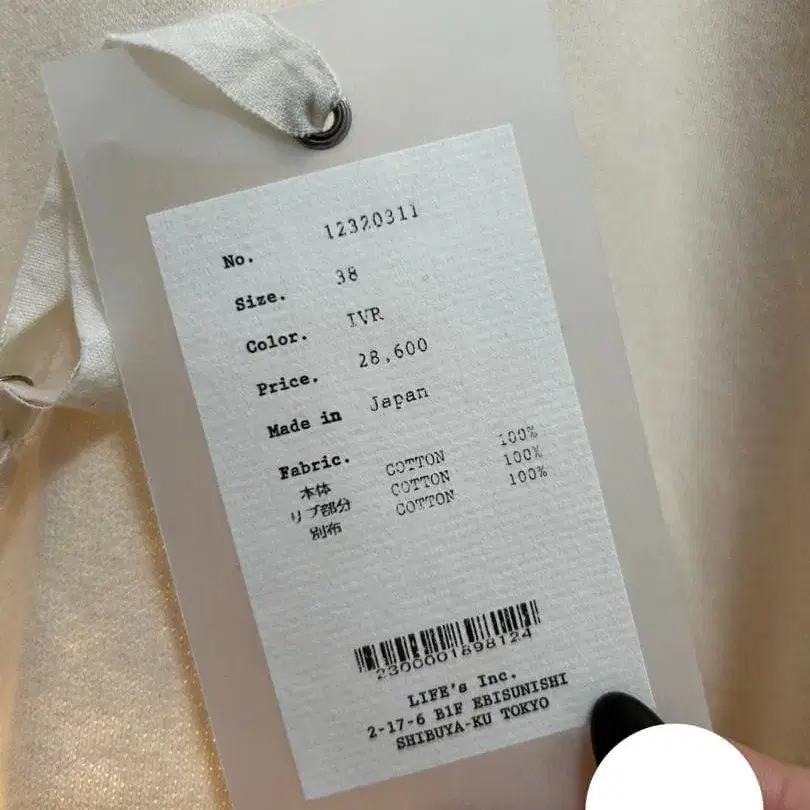 No. 12320311
Size. 38
Color. IVR
Price. 28,600
Made in Japan
Fabric.
本体 COTTON 100%
リブ部分 COTTON 100%
別布 COTTON 100%
2300001898124
LIFE's Inc.
2-17-6 B1F EBISUNISHI
SHIBUYA-KU TOKYO